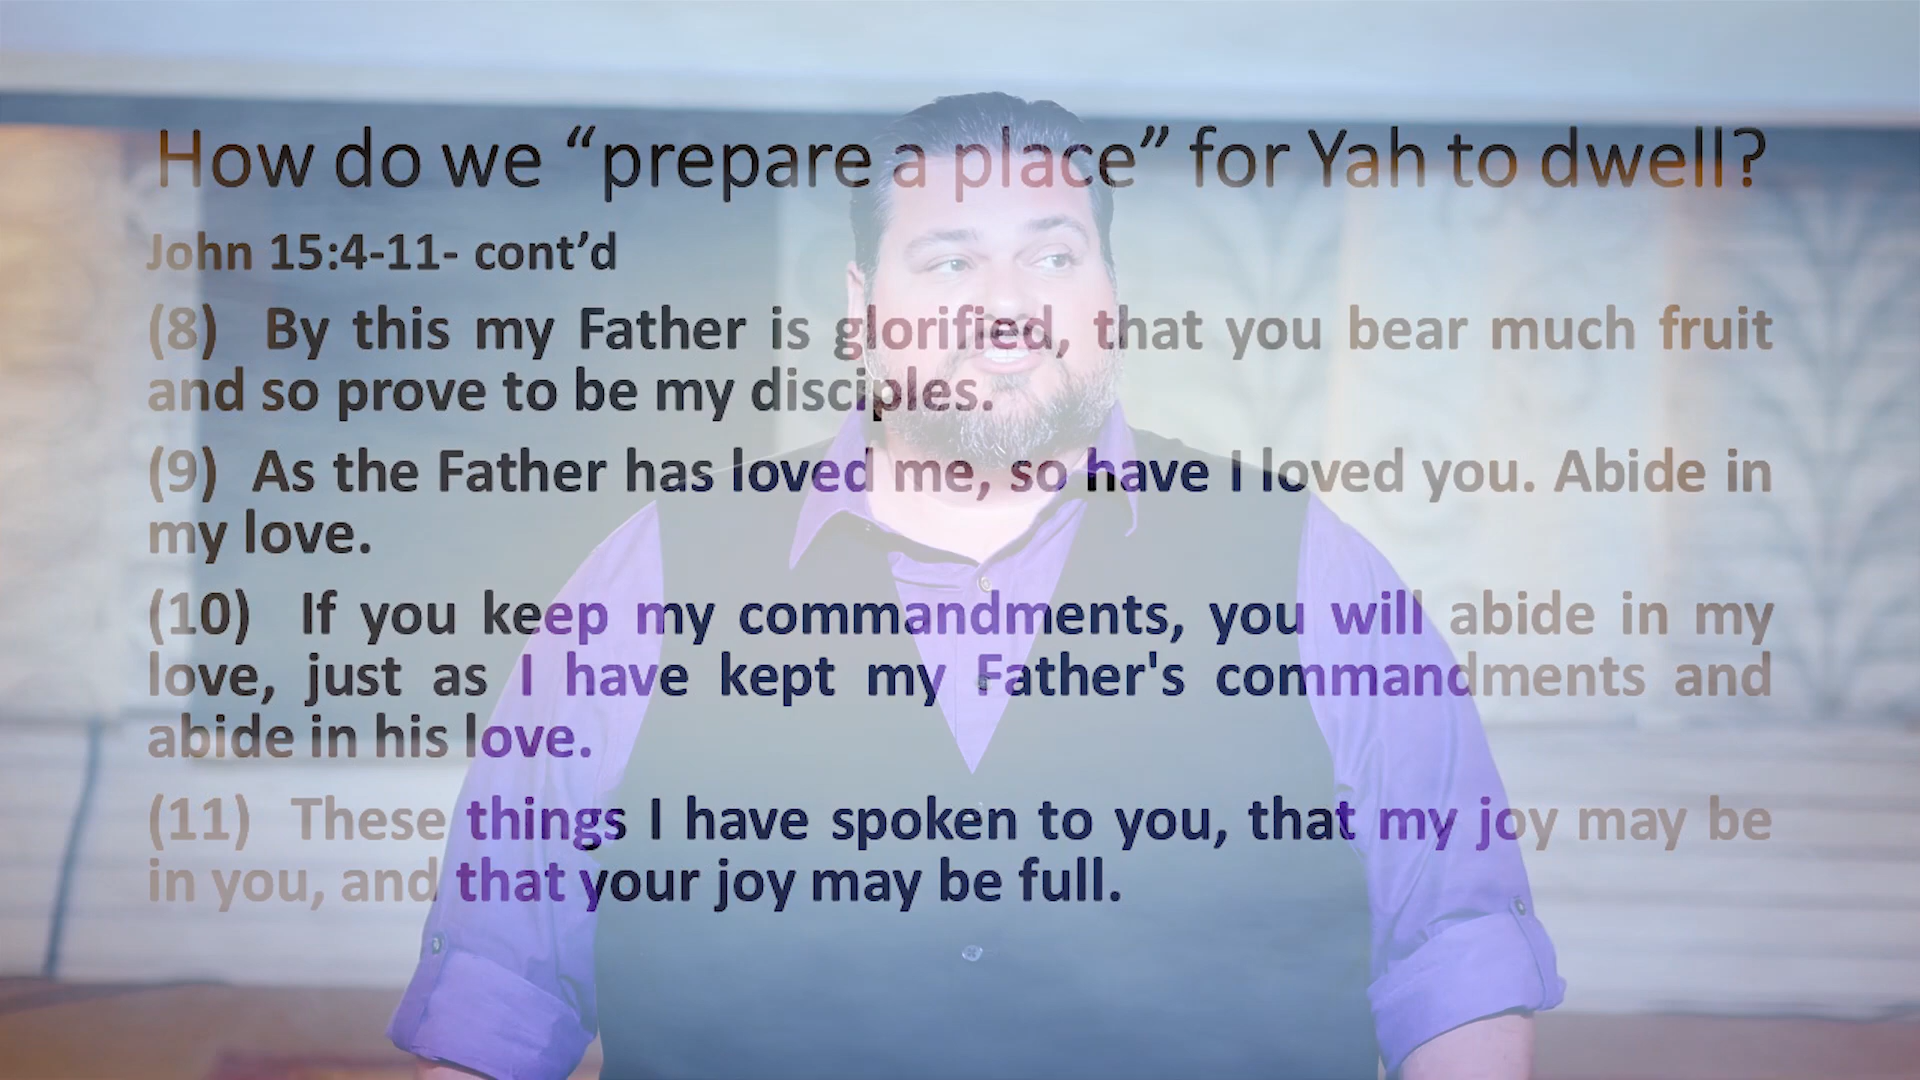 How do we “prepare a place” for Yah to dwell?
John 15:4-11- cont’d
(8) By this my Father is glorified, that you bear much fruit
and so prove to be my disciples.
(9) As the Father has loved me, so have I loved you. Abide in
my love.
(10) If you keep my commandments, you will abide in my
love, just as I have kept my Father's commandments and
abide in his love.
(11) These things I have spoken to you, that my joy may be
in you, and that your joy may be full.